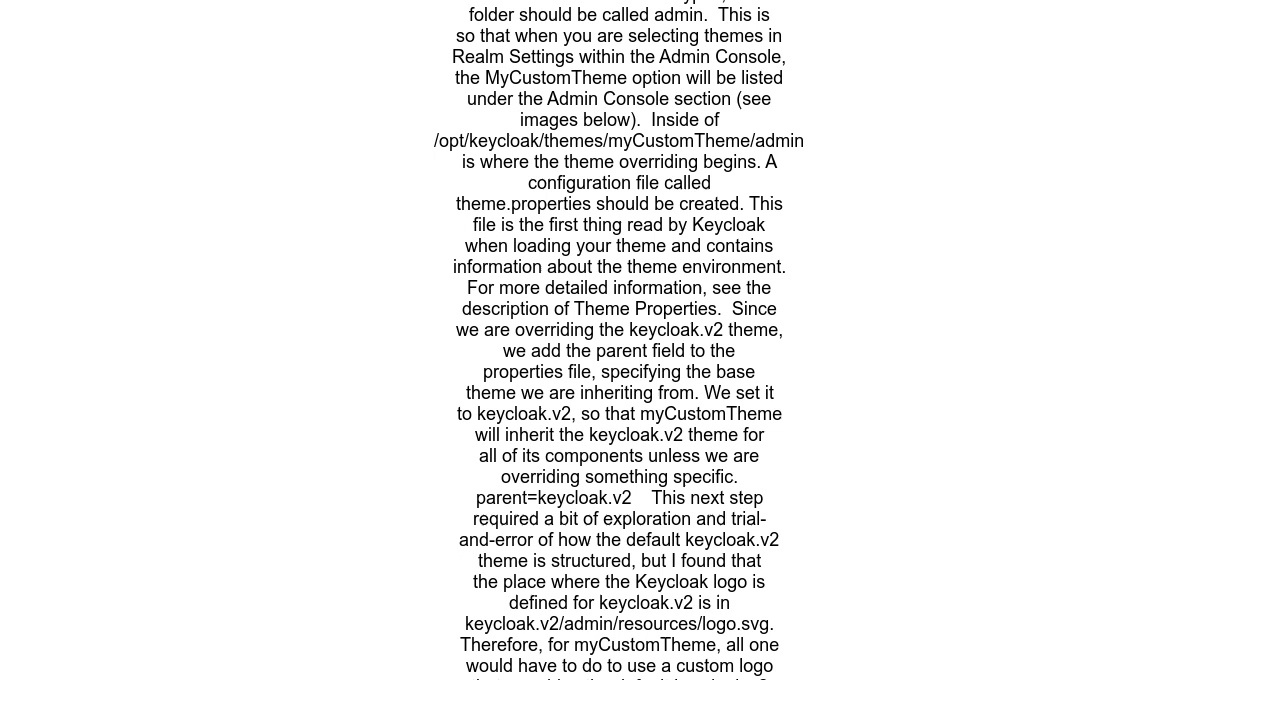 folder should be called admin.  This is
so that when you are selecting themes in
Realm Settings within the Admin Console,
the MyCustomTheme option will be listed
under the Admin Console section (see
images below).  Inside of
/opt/keycloak/themes/myCustomTheme/admin
is where the theme overriding begins. A
configuration file called
theme.properties should be created. This
file is the first thing read by Keycloak
when loading your theme and contains
information about the theme environment.
For more detailed information, see the
description of Theme Properties.  Since
we are overriding the keycloak.v2 theme,
we add the parent field to the
properties file, specifying the base
theme we are inheriting from. We set it
to keycloak.v2, so that myCustomTheme
will inherit the keycloak.v2 theme for
all of its components unless we are
overriding something specific.
parent=keycloak.v2    This next step
required a bit of exploration and trial-
and-error of how the default keycloak.v2
theme is structured, but I found that
the place where the Keycloak logo is
defined for keycloak.v2 is in
keycloak.v2/admin/resources/logo.svg.
Therefore, for myCustomTheme, all one
would have to do to use a custom logo